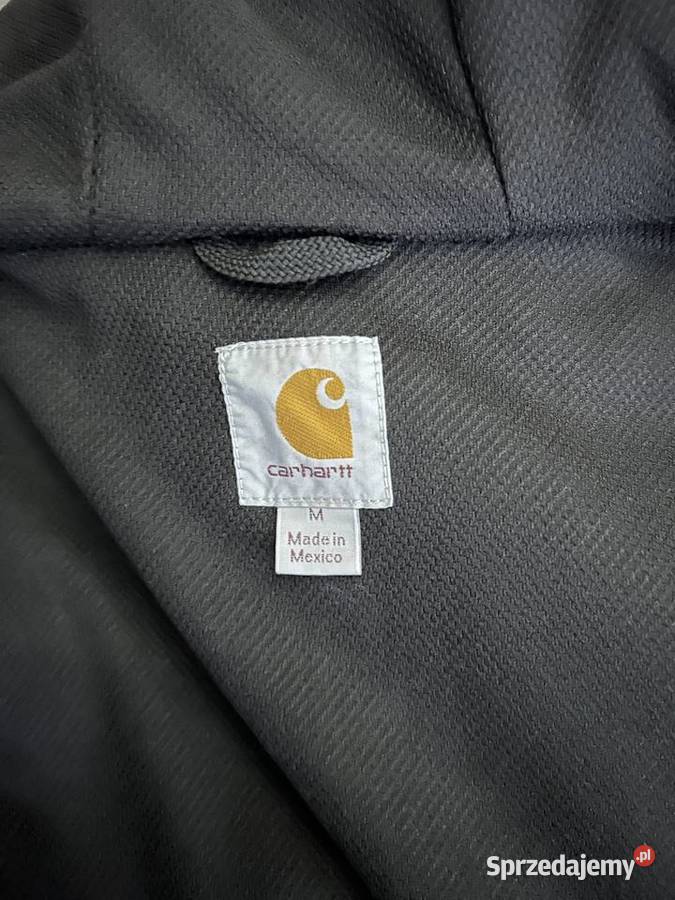 carhartt
M
Made in
Mexico
Sprzedajemy.pl